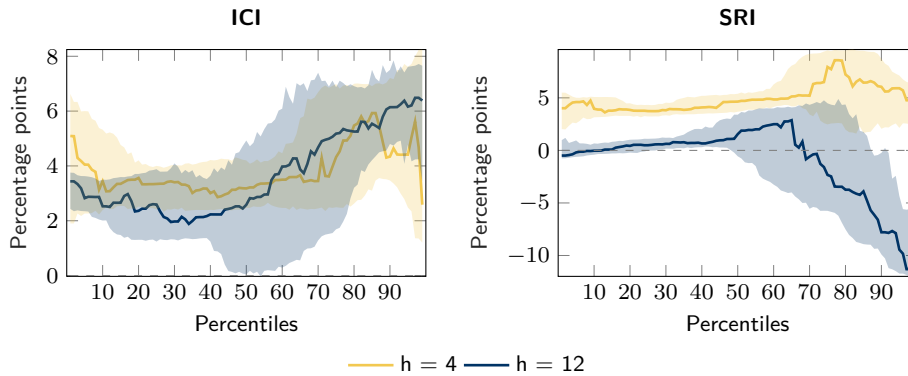 ICI
SRI
Percentage points
8
6
4
2
0
10 20 30 40 50 60 70 80 90
Percentiles
Percentage points
5
0
−5
−10
10 20 30 40 50 60 70 80 90
Percentiles
h = 4 h = 12